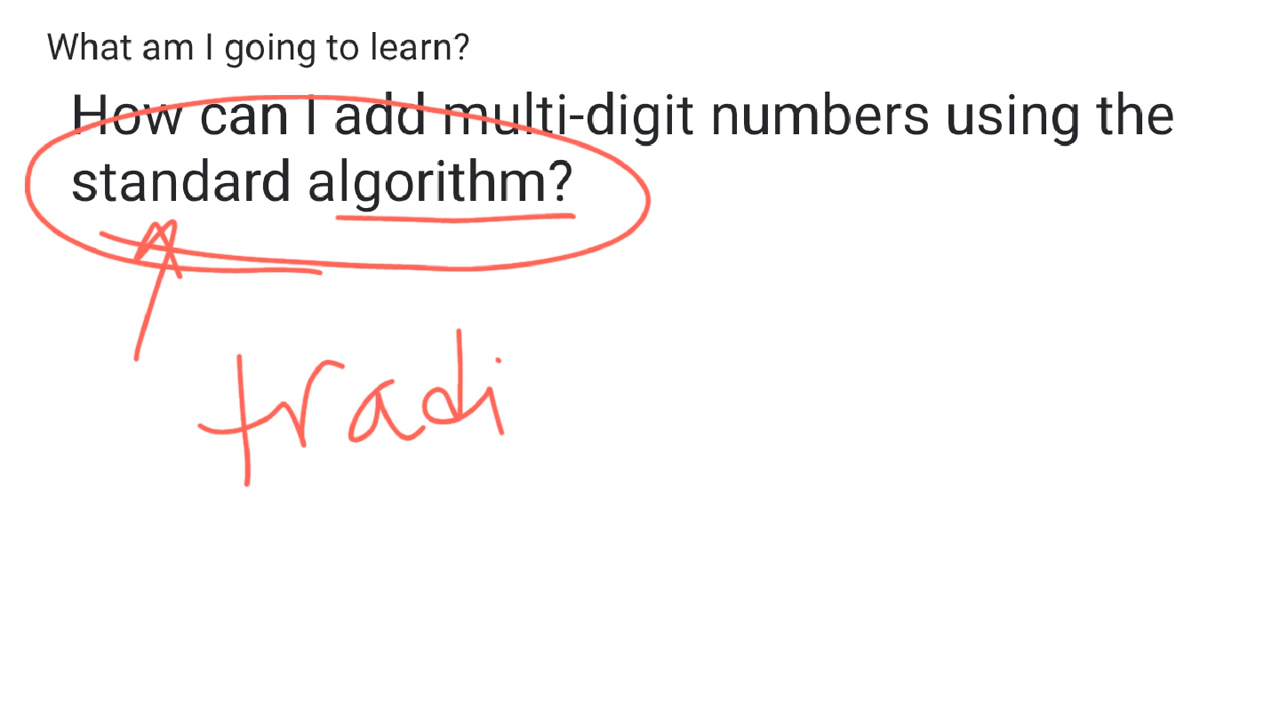 What am I going to learn?
How can I add multi-digit numbers using the
standard algorithm?
tradi